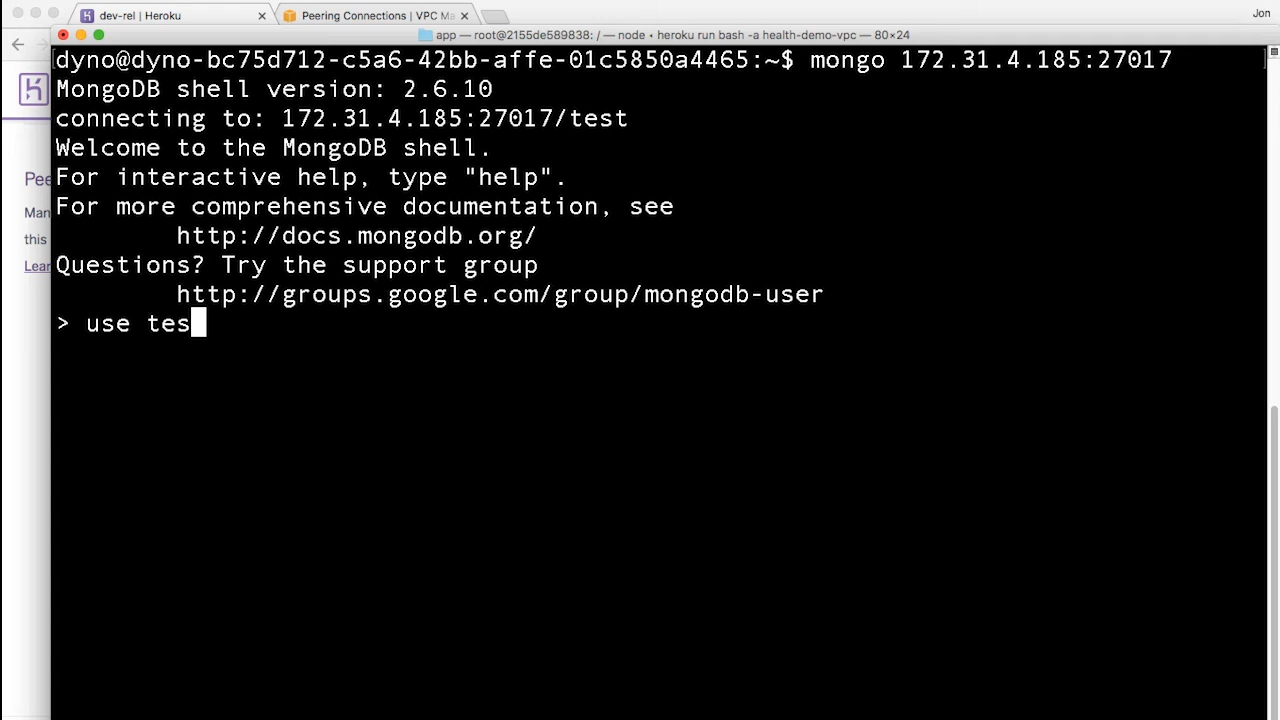 dev-rel | Heroku
Peering Connections | VPC Ma
Jon
app — root@2155de589838: / — node • heroku run bash -a health-demo-vpc — 80×24
dyno@dyno-bc75d712-c5a6-42bb-affe-01c5850a4465:~$ mongo 172.31.4.185:27017
MongoDB shell version: 2.6.10
connecting to: 172.31.4.185:27017/test
Welcome to the MongoDB shell.
For interactive help, type "help".
For more comprehensive documentation, see
http://docs.mongodb.org/
Questions? Try the support group
http://groups.google.com/group/mongodb-user
> use tes
Pee
Man
this
Lear